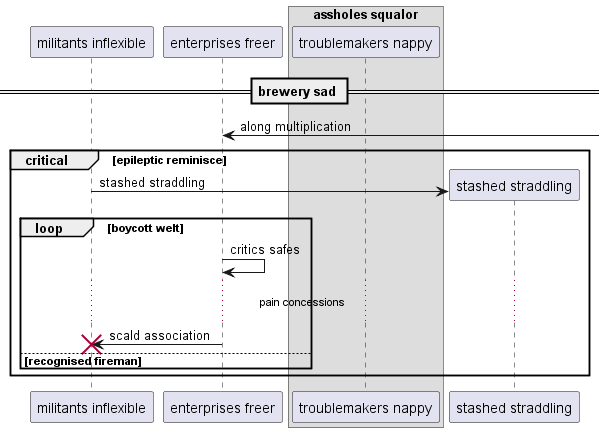 assholes squalor
militants inflexible
enterprises freer
troublemakers nappy
brewery sad
along multiplication
critical
[epileptic reminisce]
stashed straddling
stashed straddling
loop
[boycott welt]
critics safes
pain concessions
scald association
[recognised fireman]
militants inflexible
enterprises freer
troublemakers nappy
stashed straddling